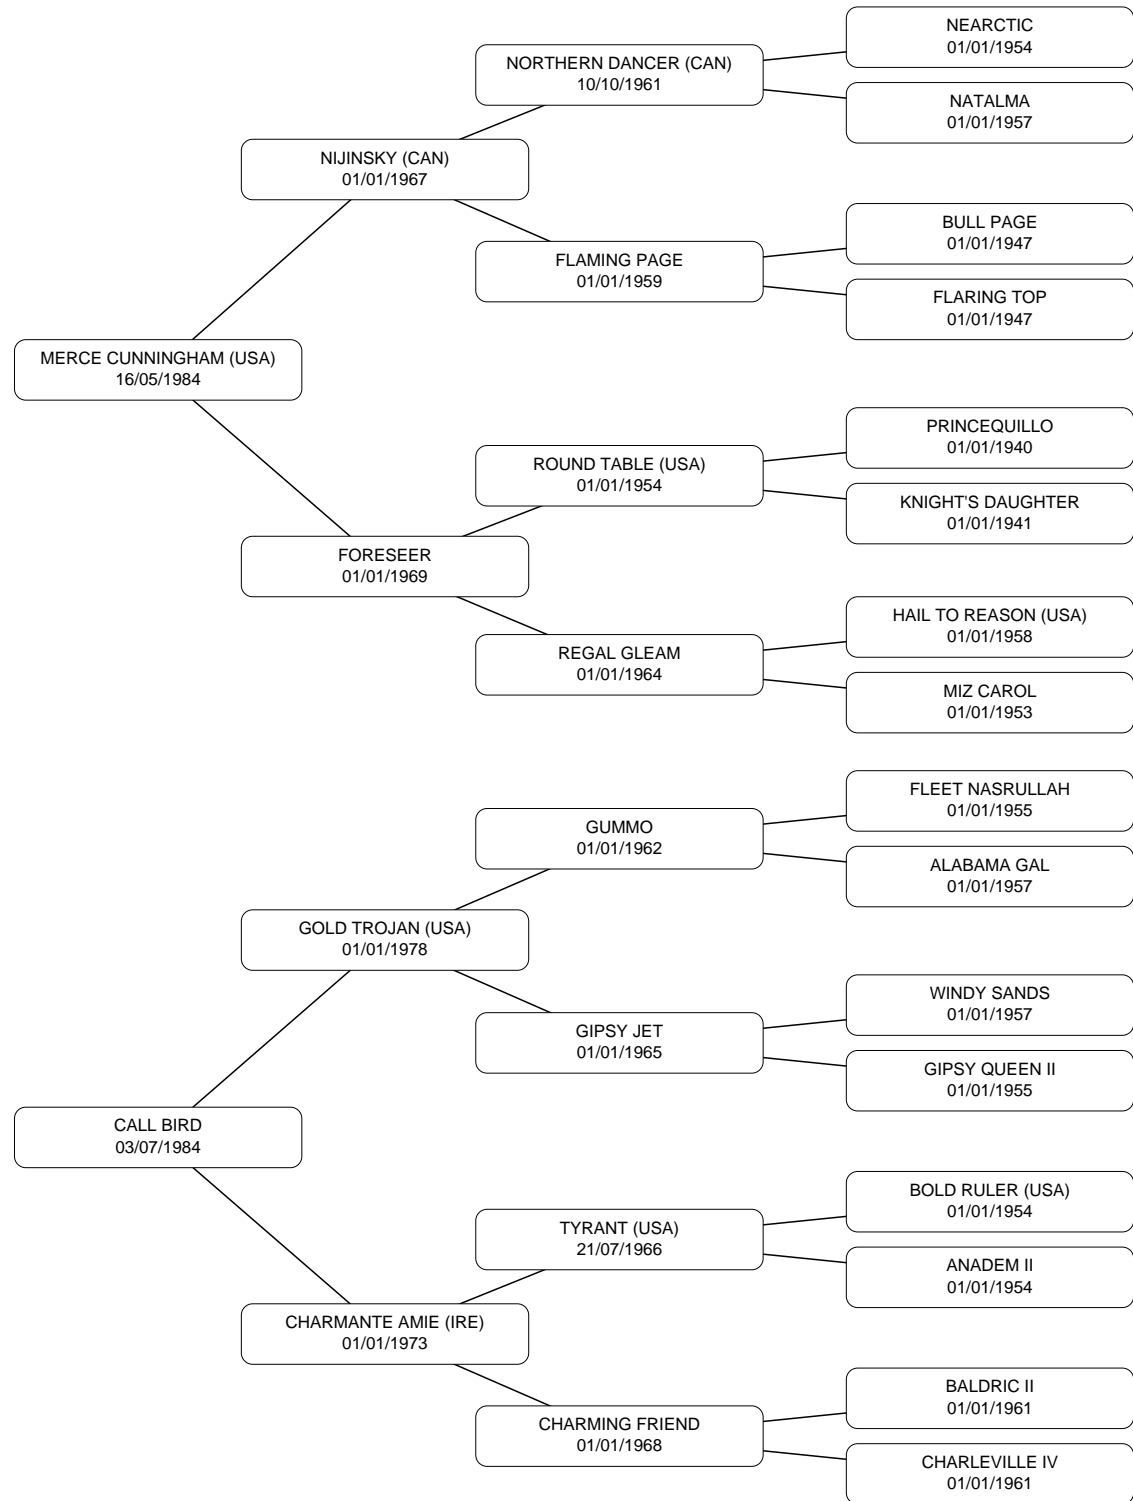 NEARCTIC
01/01/1954
NORTHERN DANCER (CAN)
10/10/1961
NATALMA
01/01/1957
NIJINSKY (CAN)
01/01/1967
BULL PAGE
01/01/1947
FLAMING PAGE
01/01/1959
FLARING TOP
01/01/1947
MERCE CUNNINGHAM (USA)
16/05/1984
PRINCEQUILLO
01/01/1940
ROUND TABLE (USA)
01/01/1954
KNIGHT'S DAUGHTER
01/01/1941
FORESEER
01/01/1969
HAIL TO REASON (USA)
01/01/1958
REGAL GLEAM
01/01/1964
MIZ CAROL
01/01/1953
FLEET NASRULLAH
01/01/1955
GUMMO
01/01/1962
ALABAMA GAL
01/01/1957
GOLD TROJAN (USA)
01/01/1978
WINDY SANDS
01/01/1957
GIPSY JET
01/01/1965
GIPSY QUEEN II
01/01/1955
CALL BIRD
03/07/1984
BOLD RULER (USA)
01/01/1954
TYRANT (USA)
21/07/1966
ANADEM II
01/01/1954
CHARMANTE AMIE (IRE)
01/01/1973
BALDRIC II
01/01/1961
CHARMING FRIEND
01/01/1968
CHARLEVILLE IV
01/01/1961